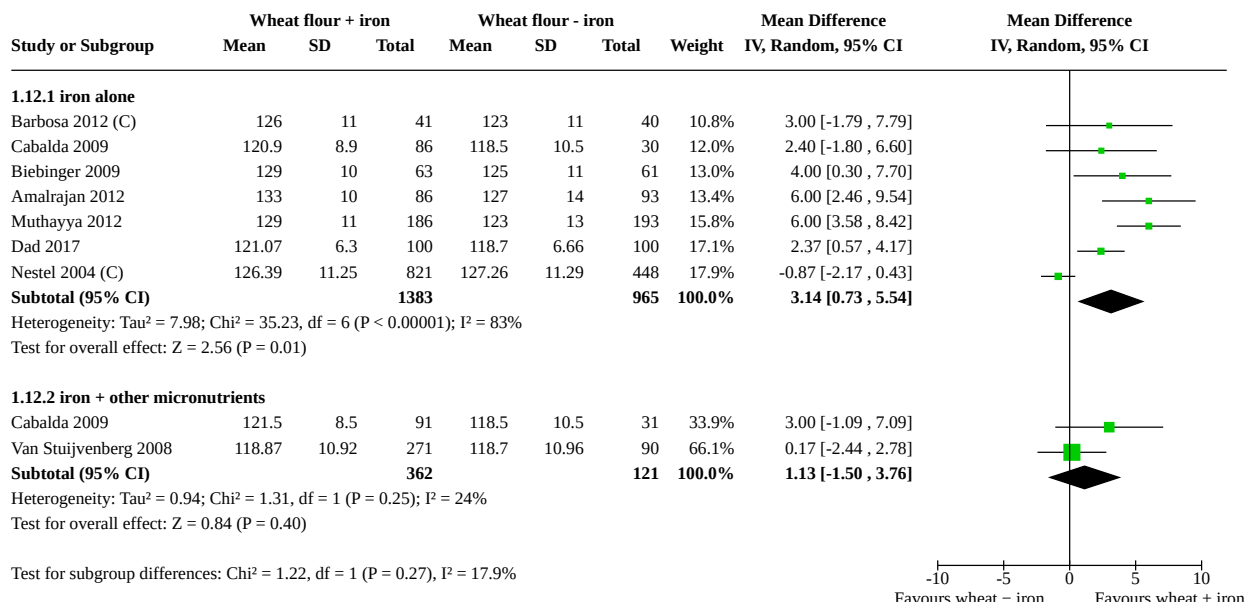 Wheat flour + iron Wheat flour - iron Mean Difference Mean Difference
Study or Subgroup Mean SD Total Mean SD Total Weight IV, Random, 95% CI IV, Random, 95% CI
1.12.1 iron alone
Barbosa 2012 (C) 126 11 41 123 11 40 10.8% 3.00 [-1.79 , 7.79]
Cabalda 2009 120.9 8.9 86 118.5 10.5 30 12.0% 2.40 [-1.80 , 6.60]
Biebinger 2009 129 10 63 125 11 61 13.0% 4.00 [0.30 , 7.70]
Amalrajan 2012 133 10 86 127 14 93 13.4% 6.00 [2.46 , 9.54]
Muthayya 2012 129 11 186 123 13 193 15.8% 6.00 [3.58 , 8.42]
Dad 2017 121.07 6.3 100 118.7 6.66 100 17.1% 2.37 [0.57 , 4.17]
Nestel 2004 (C) 126.39 11.25 821 127.26 11.29 448 17.9% -0.87 [-2.17 , 0.43]
Subtotal (95% CI) 1383 965 100.0% 3.14 [0.73 , 5.54]
Heterogeneity: Tau² = 7.98; Chi² = 35.23, df = 6 (P < 0.00001); I² = 83%
Test for overall effect: Z = 2.56 (P = 0.01)
1.12.2 iron + other micronutrients
Cabalda 2009 121.5 8.5 91 118.5 10.5 31 33.9% 3.00 [-1.09 , 7.09]
Van Stuijvenberg 2008 118.87 10.92 271 118.7 10.96 90 66.1% 0.17 [-2.44 , 2.78]
Subtotal (95% CI) 362 121 100.0% 1.13 [-1.50 , 3.76]
Heterogeneity: Tau² = 0.94; Chi² = 1.31, df = 1 (P = 0.25); I² = 24%
Test for overall effect: Z = 0.84 (P = 0.40)
Test for subgroup differences: Chi² = 1.22, df = 1 (P = 0.27), I² = 17.9%
-10 -5 0 5 10
Favours wheat − iron Favours wheat + iron